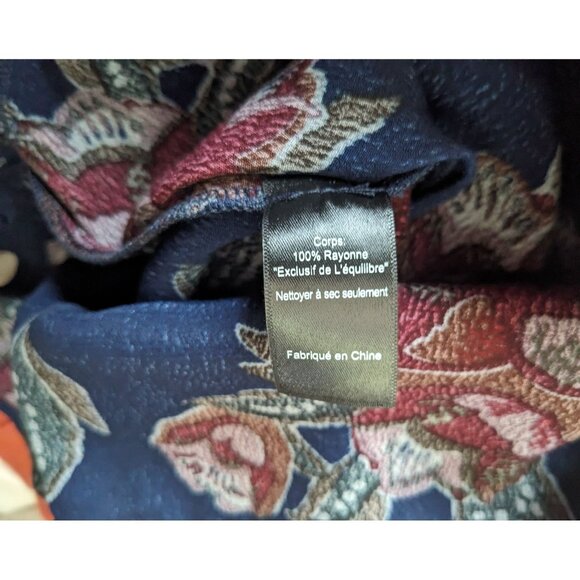 Corps:
100% Rayonne
"Exclusif de L'équilibre"
Nettoyer à sec seulement
Fabriqué en Chine